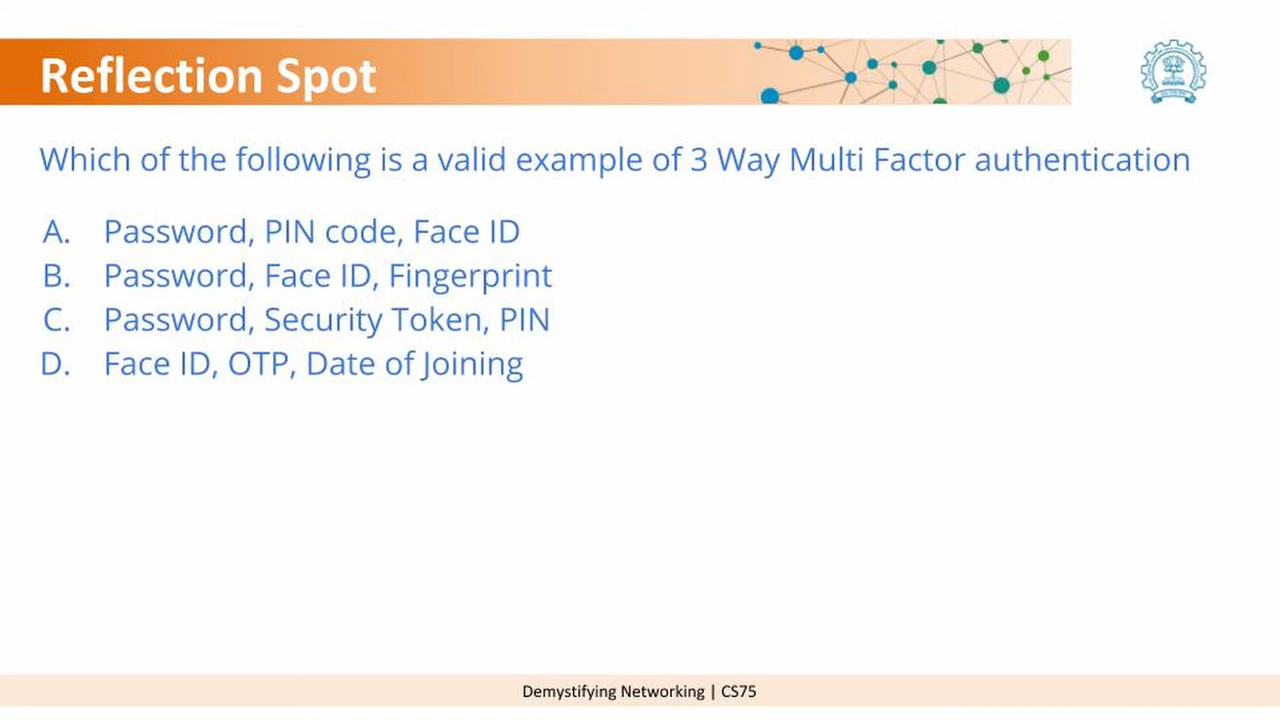 Reflection Spot
Which of the following is a valid example of 3 Way Multi Factor authentication
A. Password, PIN code, Face ID
B. Password, Face ID, Fingerprint
C. Password, Security Token, PIN
D. Face ID, OTP, Date of Joining
Demystifying Networking | CS75